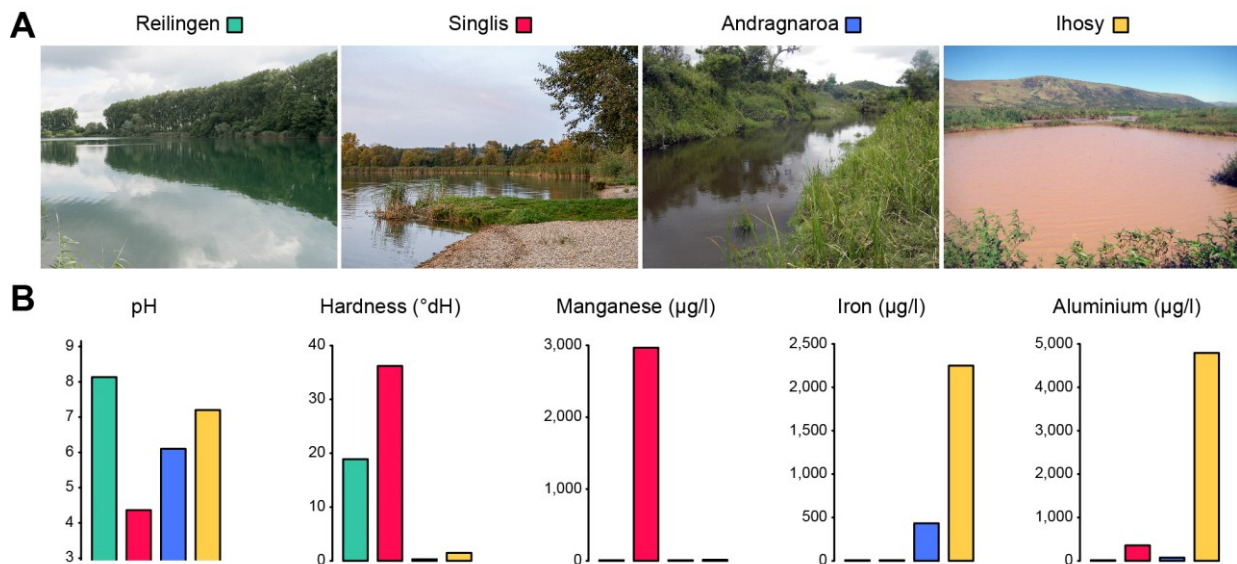 A
Reilingen
Singlis
Andragnaroa
Ihosy
B
pH
Hardness (°dH)
Manganese (µg/l)
Iron (µg/l)
Aluminium (µg/l)
9
8
7
6
5
4
3
40
30
20
10
0
3,000
2,000
1,000
0
2,500
2,000
1,500
1,000
500
0
5,000
4,000
3,000
2,000
1,000
0